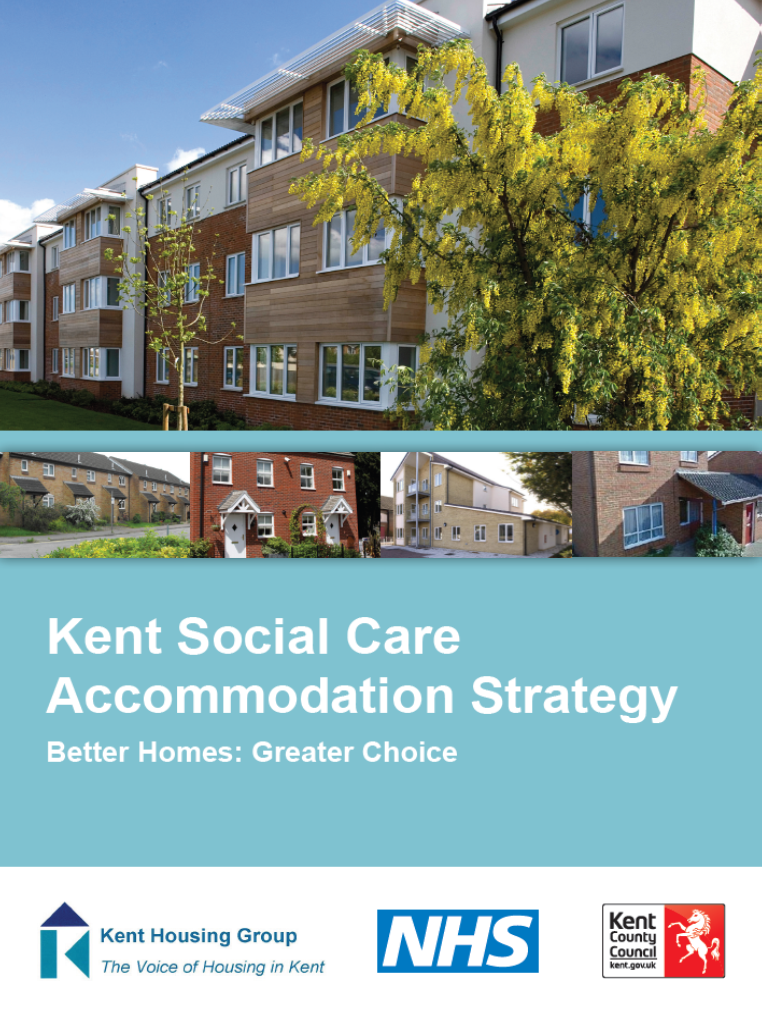 Kent Social Care
Accommodation Strategy
Better Homes: Greater Choice
Kent Housing Group
The Voice of Housing in Kent
NHS
Kent
County
Council
kent.gov.uk